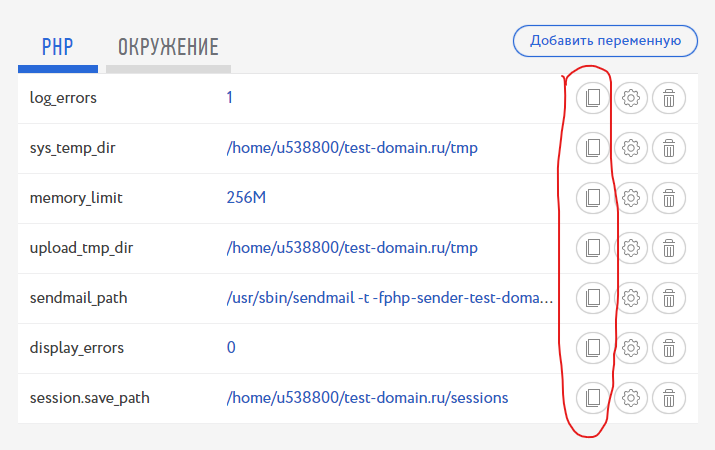 PHP ОКРУЖЕНИЕ Добавить переменную
log_errors 1
sys_temp_dir /home/u538800/test-domain.ru/tmp
memory_limit 256M
upload_tmp_dir /home/u538800/test-domain.ru/tmp
sendmail_path /usr/sbin/sendmail -t -fphp-sender-test-doma...
display_errors 0
session.save_path /home/u538800/test-domain.ru/sessions